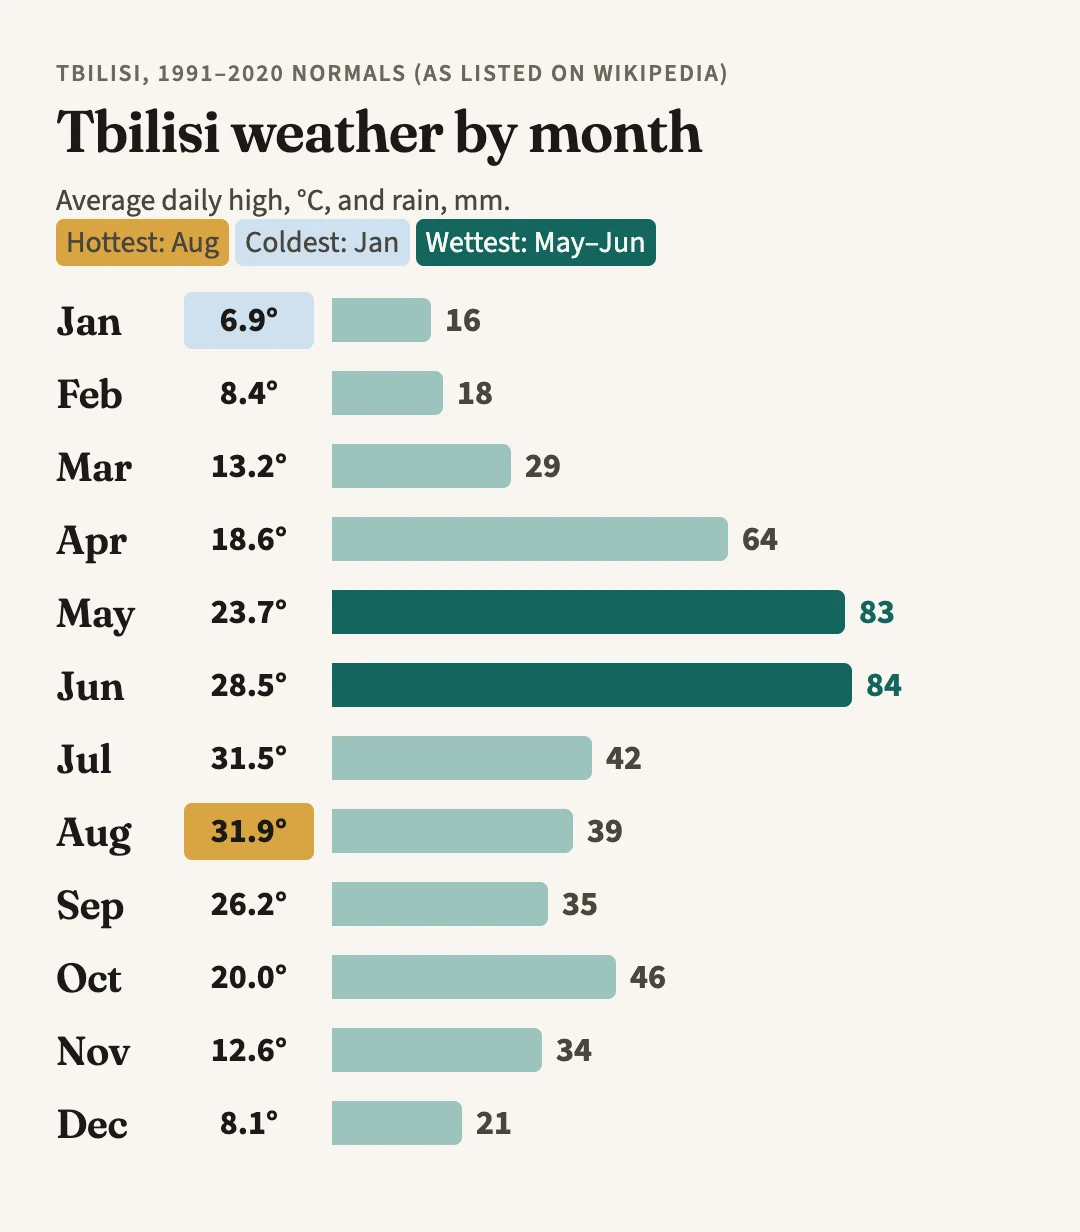 TBILISI, 1991–2020 NORMALS (AS LISTED ON WIKIPEDIA)
Tbilisi weather by month
Average daily high, °C, and rain, mm.
Hottest: Aug Coldest: Jan Wettest: May–Jun
Jan 6.9° 16
Feb 8.4° 18
Mar 13.2° 29
Apr 18.6° 64
May 23.7° 83
Jun 28.5° 84
Jul 31.5° 42
Aug 31.9° 39
Sep 26.2° 35
Oct 20.0° 46
Nov 12.6° 34
Dec 8.1° 21